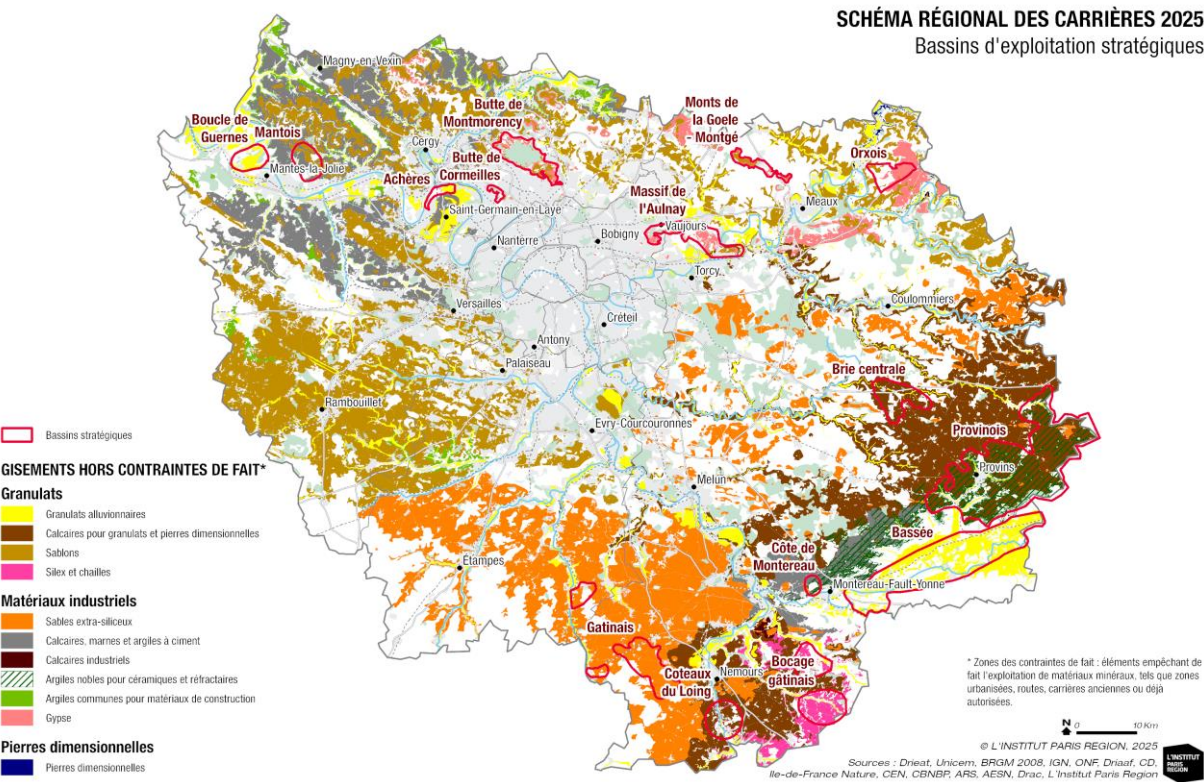 SCHÉMA RÉGIONAL DES CARRIÈRES 2025
Bassins d'exploitation stratégiques
Magny-en-Vexin
Boucle de
Guernes
Mantois
Mantes-la-Jolie
Cergy
Butte de
Montmorency
Butte de
Cormeilles
Achères
Saint-Germain-en-Laye
Monts de
la Goele
- Montgé
Orxois
Massif de
l'Aulnay
Vaujours
Meaux
Nanterre
Bobigny
Torcy
Versailles
Créteil
Coulommiers
Antony
Palaiseau
Brie centrale
Rambouillet
Evry-Courcouronnes
Provinois
Provins
Melun
Bassée
Étampes
Côte de
Montereau
Montereau-Fault-Yonne
Gatinais
Coteaux
du Loing
Nemours
Bocage
gâtinais
Bassins stratégiques
GISEMENTS HORS CONTRAINTES DE FAIT*
Granulats
Granulats alluvionnaires
Calcaires pour granulats et pierres dimensionnelles
Sablons
Silex et chailles
Matériaux industriels
Sables extra-siliceux
Calcaires, marnes et argiles à ciment
Calcaires industriels
Argiles nobles pour céramiques et réfractaires
Argiles communes pour matériaux de construction
Gypse
Pierres dimensionnelles
Pierres dimensionnelles
* Zones des contraintes de fait : éléments empêchant de
fait l'exploitation de matériaux minéraux, tels que zones
urbanisées, routes, carrières anciennes ou déjà
autorisées.
N 0 10 Km
© L'INSTITUT PARIS REGION, 2025
Sources : Drieat, Unicem, BRGM 2008, IGN, ONF, Driaaf, CD,
Ile-de-France Nature, CEN, CBNBP, ARS, AESN, Drac, L'Institut Paris Region
L'INSTITUT
PARIS
REGION